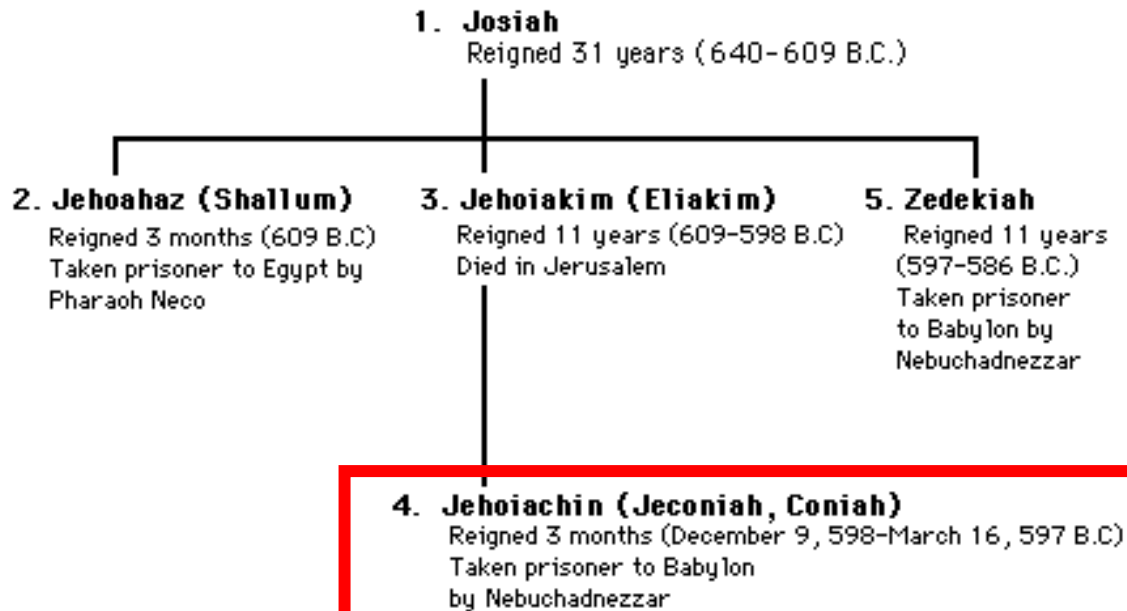 1. Josiah
Reigned 31 years (640-609 B.C.)
2. Jehoahaz (Shallum)
Reigned 3 months (609 B.C)
Taken prisoner to Egypt by
Pharaoh Neco
3. Jehoiakim (Eliakim)
Reigned 11 years (609-598 B.C)
Died in Jerusalem
5. Zedekiah
Reigned 11 years
(597-586 B.C.)
Taken prisoner
to Babylon by
Nebuchadnezzar
4. Jehoiachin (Jeconiah, Coniah)
Reigned 3 months (December 9, 598-March 16, 597 B.C)
Taken prisoner to Babylon
by Nebuchadnezzar